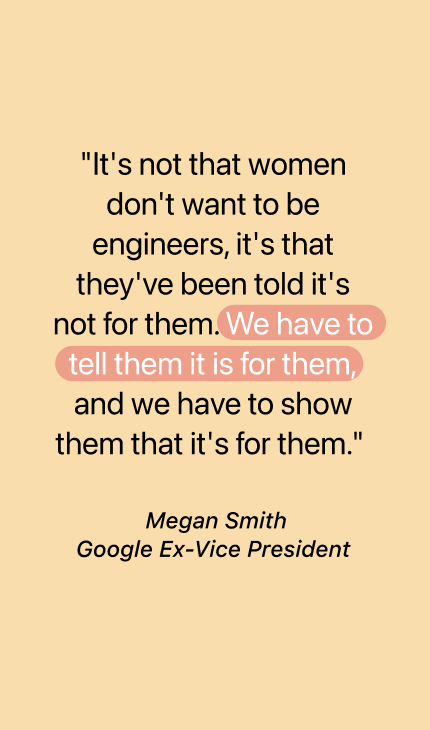 "It's not that women
don't want to be
engineers, it's that
they've been told it's
not for them. We have to
tell them it is for them,
and we have to show
them that it's for them."
Megan Smith
Google Ex-Vice President